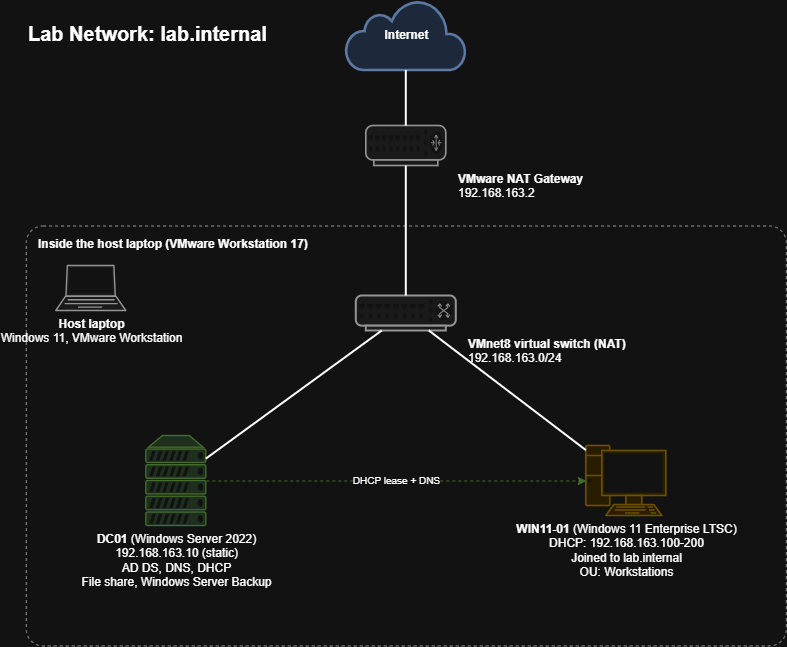 Lab Network: lab.internal
Internet
VMware NAT Gateway
192.168.163.2
Inside the host laptop (VMware Workstation 17)
Host laptop
Windows 11, VMware Workstation
VMnet8 virtual switch (NAT)
192.168.163.0/24
DHCP lease + DNS
DC01 (Windows Server 2022)
192.168.163.10 (static)
AD DS, DNS, DHCP
File share, Windows Server Backup
WIN11-01 (Windows 11 Enterprise LTSC)
DHCP: 192.168.163.100-200
Joined to lab.internal
OU: Workstations